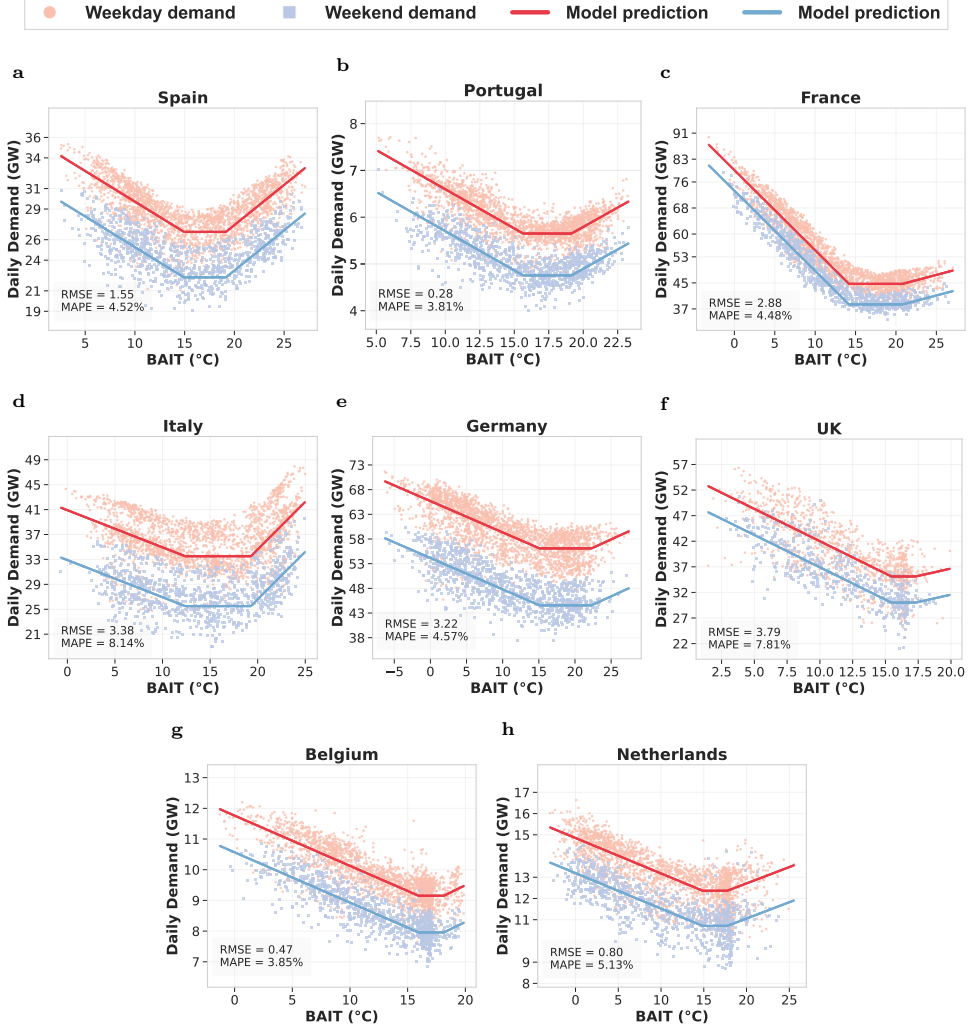 Weekday demand Weekend demand Model prediction Model prediction
a
Spain
Daily Demand (GW)
36
34
31
29
26
24
21
19
RMSE = 1.55
MAPE = 4.52%
5 10 15 20 25
BAIT (°C)
b
Portugal
Daily Demand (GW)
8
7
6
5
4
RMSE = 0.28
MAPE = 3.81%
5.0 7.5 10.0 12.5 15.0 17.5 20.0 22.5
BAIT (°C)
c
France
Daily Demand (GW)
91
83
76
68
60
53
45
37
RMSE = 2.88
MAPE = 4.48%
0 5 10 15 20 25
BAIT (°C)
d
Italy
Daily Demand (GW)
49
45
41
37
33
29
25
21
RMSE = 3.38
MAPE = 8.14%
0 5 10 15 20 25
BAIT (°C)
e
Germany
Daily Demand (GW)
73
68
63
58
53
48
43
38
RMSE = 3.22
MAPE = 4.57%
−5 0 5 10 15 20 25
BAIT (°C)
f
UK
Daily Demand (GW)
57
52
47
42
37
32
27
22
RMSE = 3.79
MAPE = 7.81%
2.5 5.0 7.5 10.0 12.5 15.0 17.5 20.0
BAIT (°C)
g
Belgium
Daily Demand (GW)
13
12
11
10
9
8
7
RMSE = 0.47
MAPE = 3.85%
0 5 10 15 20
BAIT (°C)
h
Netherlands
Daily Demand (GW)
17
16
15
13
12
11
9
8
RMSE = 0.80
MAPE = 5.13%
0 5 10 15 20 25
BAIT (°C)